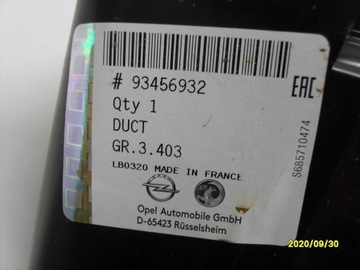 # 93456932
Qty 1
DUCT
GR.3.403
LB0320 MADE IN FRANCE
Opel Automobile GmbH
D-65423 Rüsselsheim
EAC
S685710474
2020/09/30